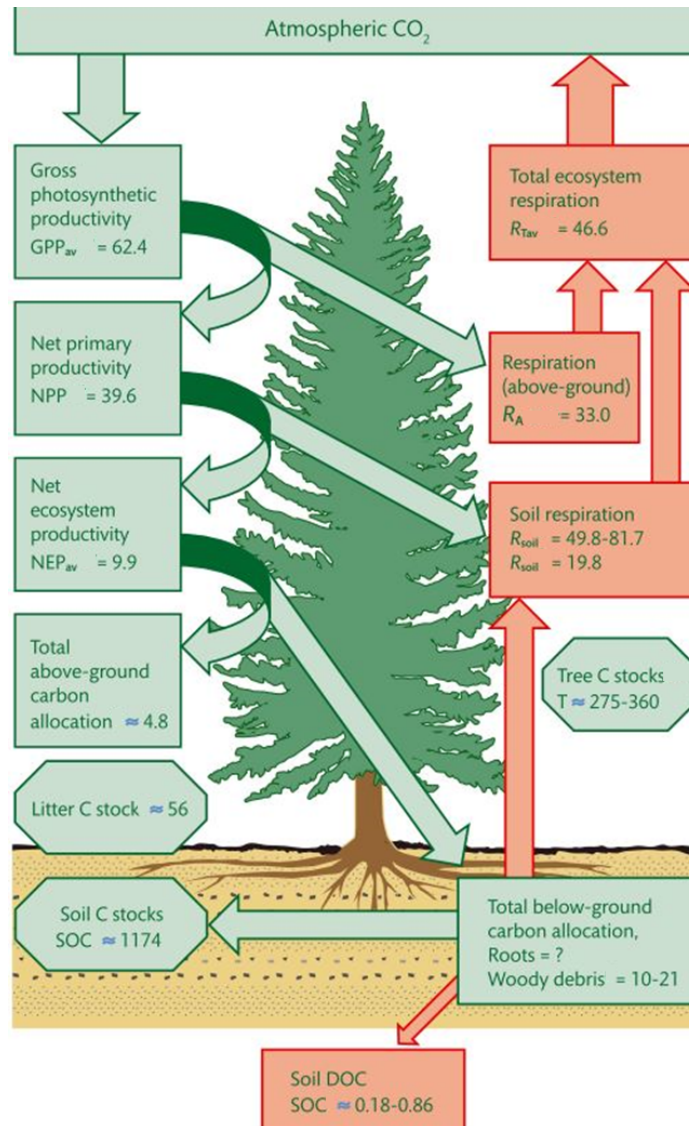 Atmospheric CO₂
Gross
photosynthetic
productivity
GPPav = 62.4
Total ecosystem
respiration
RTav = 46.6
Net primary
productivity
NPP = 39.6
Respiration
(above-ground)
RA = 33.0
Net
ecosystem
productivity
NEPav = 9.9
Soil respiration
Rsoil = 49.8-81.7
Rsoil = 19.8
Total
above-ground
carbon
allocation ≈ 4.8
Tree C stocks
T ≈ 275-360
Litter C stock ≈ 56
Soil C stocks
SOC ≈ 1174
Total below-ground
carbon allocation,
Roots = ?
Woody debris = 10-21
Soil DOC
SOC ≈ 0.18-0.86